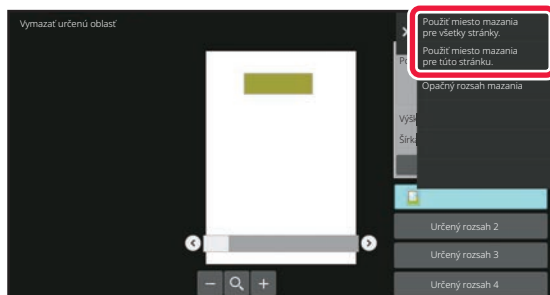 Vymazať určenú oblasť
Použiť miesto mazania
pre všetky stránky.
Použiť miesto mazania
pre túto stránku.
Opačný rozsah mazania
Určený rozsah 2
Určený rozsah 3
Určený rozsah 4